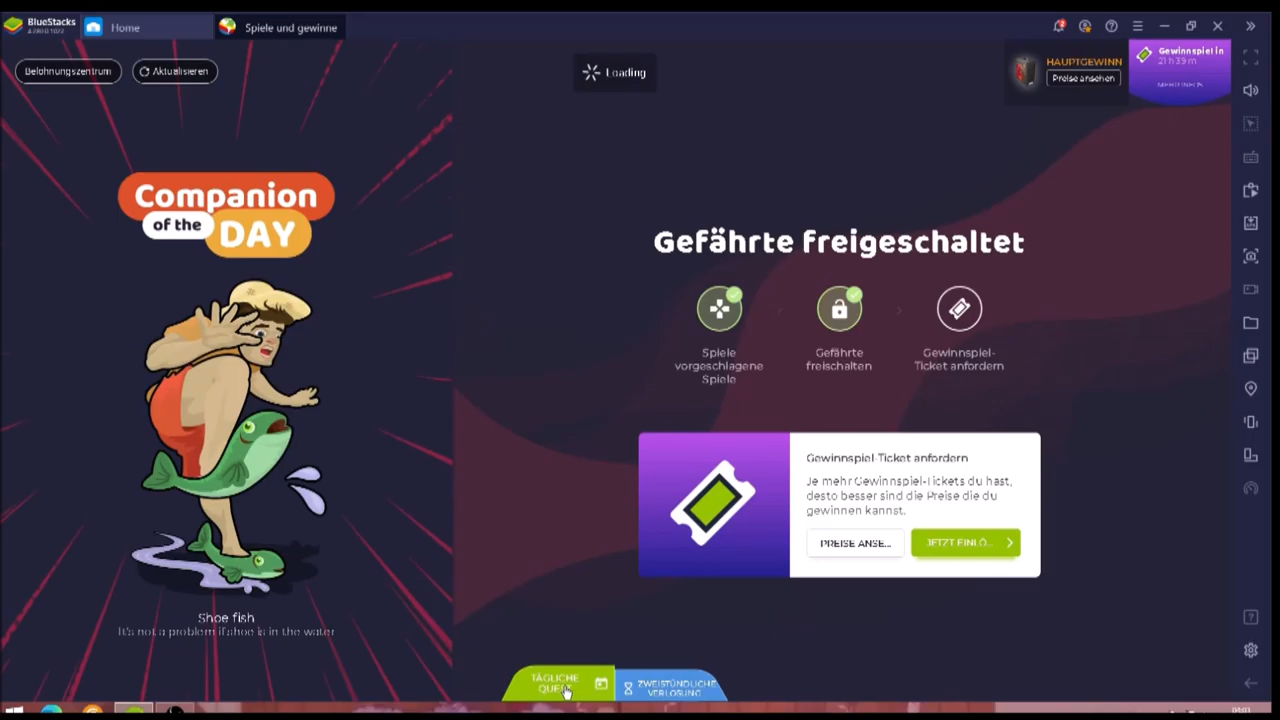 BlueStacks
Home
Spiele und gewinne
Belohnungszentrum
Aktualisieren
Loading
HAUPTGEWINN
Preise ansehen
Gewinnspiel in
21 h 39 m
Companion
of the DAY
Gefährte freigeschaltet
Spiele
vorgeschlagene
Spiele
Gefährte
freischalten
Gewinnspiel-
Ticket anfordern
Gewinnspiel-Ticket anfordern
Je mehr Gewinnspiel-Tickets du hast,
desto besser sind die Preise die du
gewinnen kannst.
PREISE ANSE...
JETZT EINLÖ...
Shoe fish
It's not a problem if shoe is in the water
TÄGLICHE
ZWEISTÜNDLICHE
VERLOSUNG